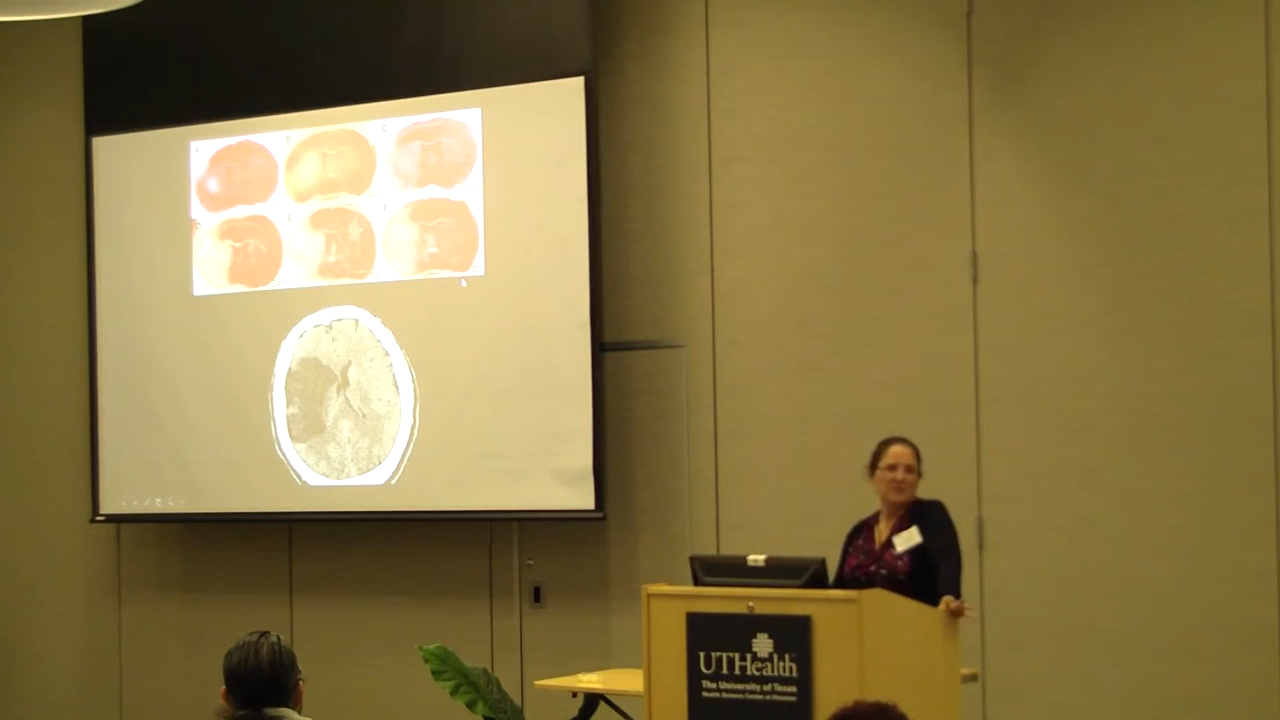 B
C
D
E
F
UTHealth
The University of Texas
Health Science Center at Houston